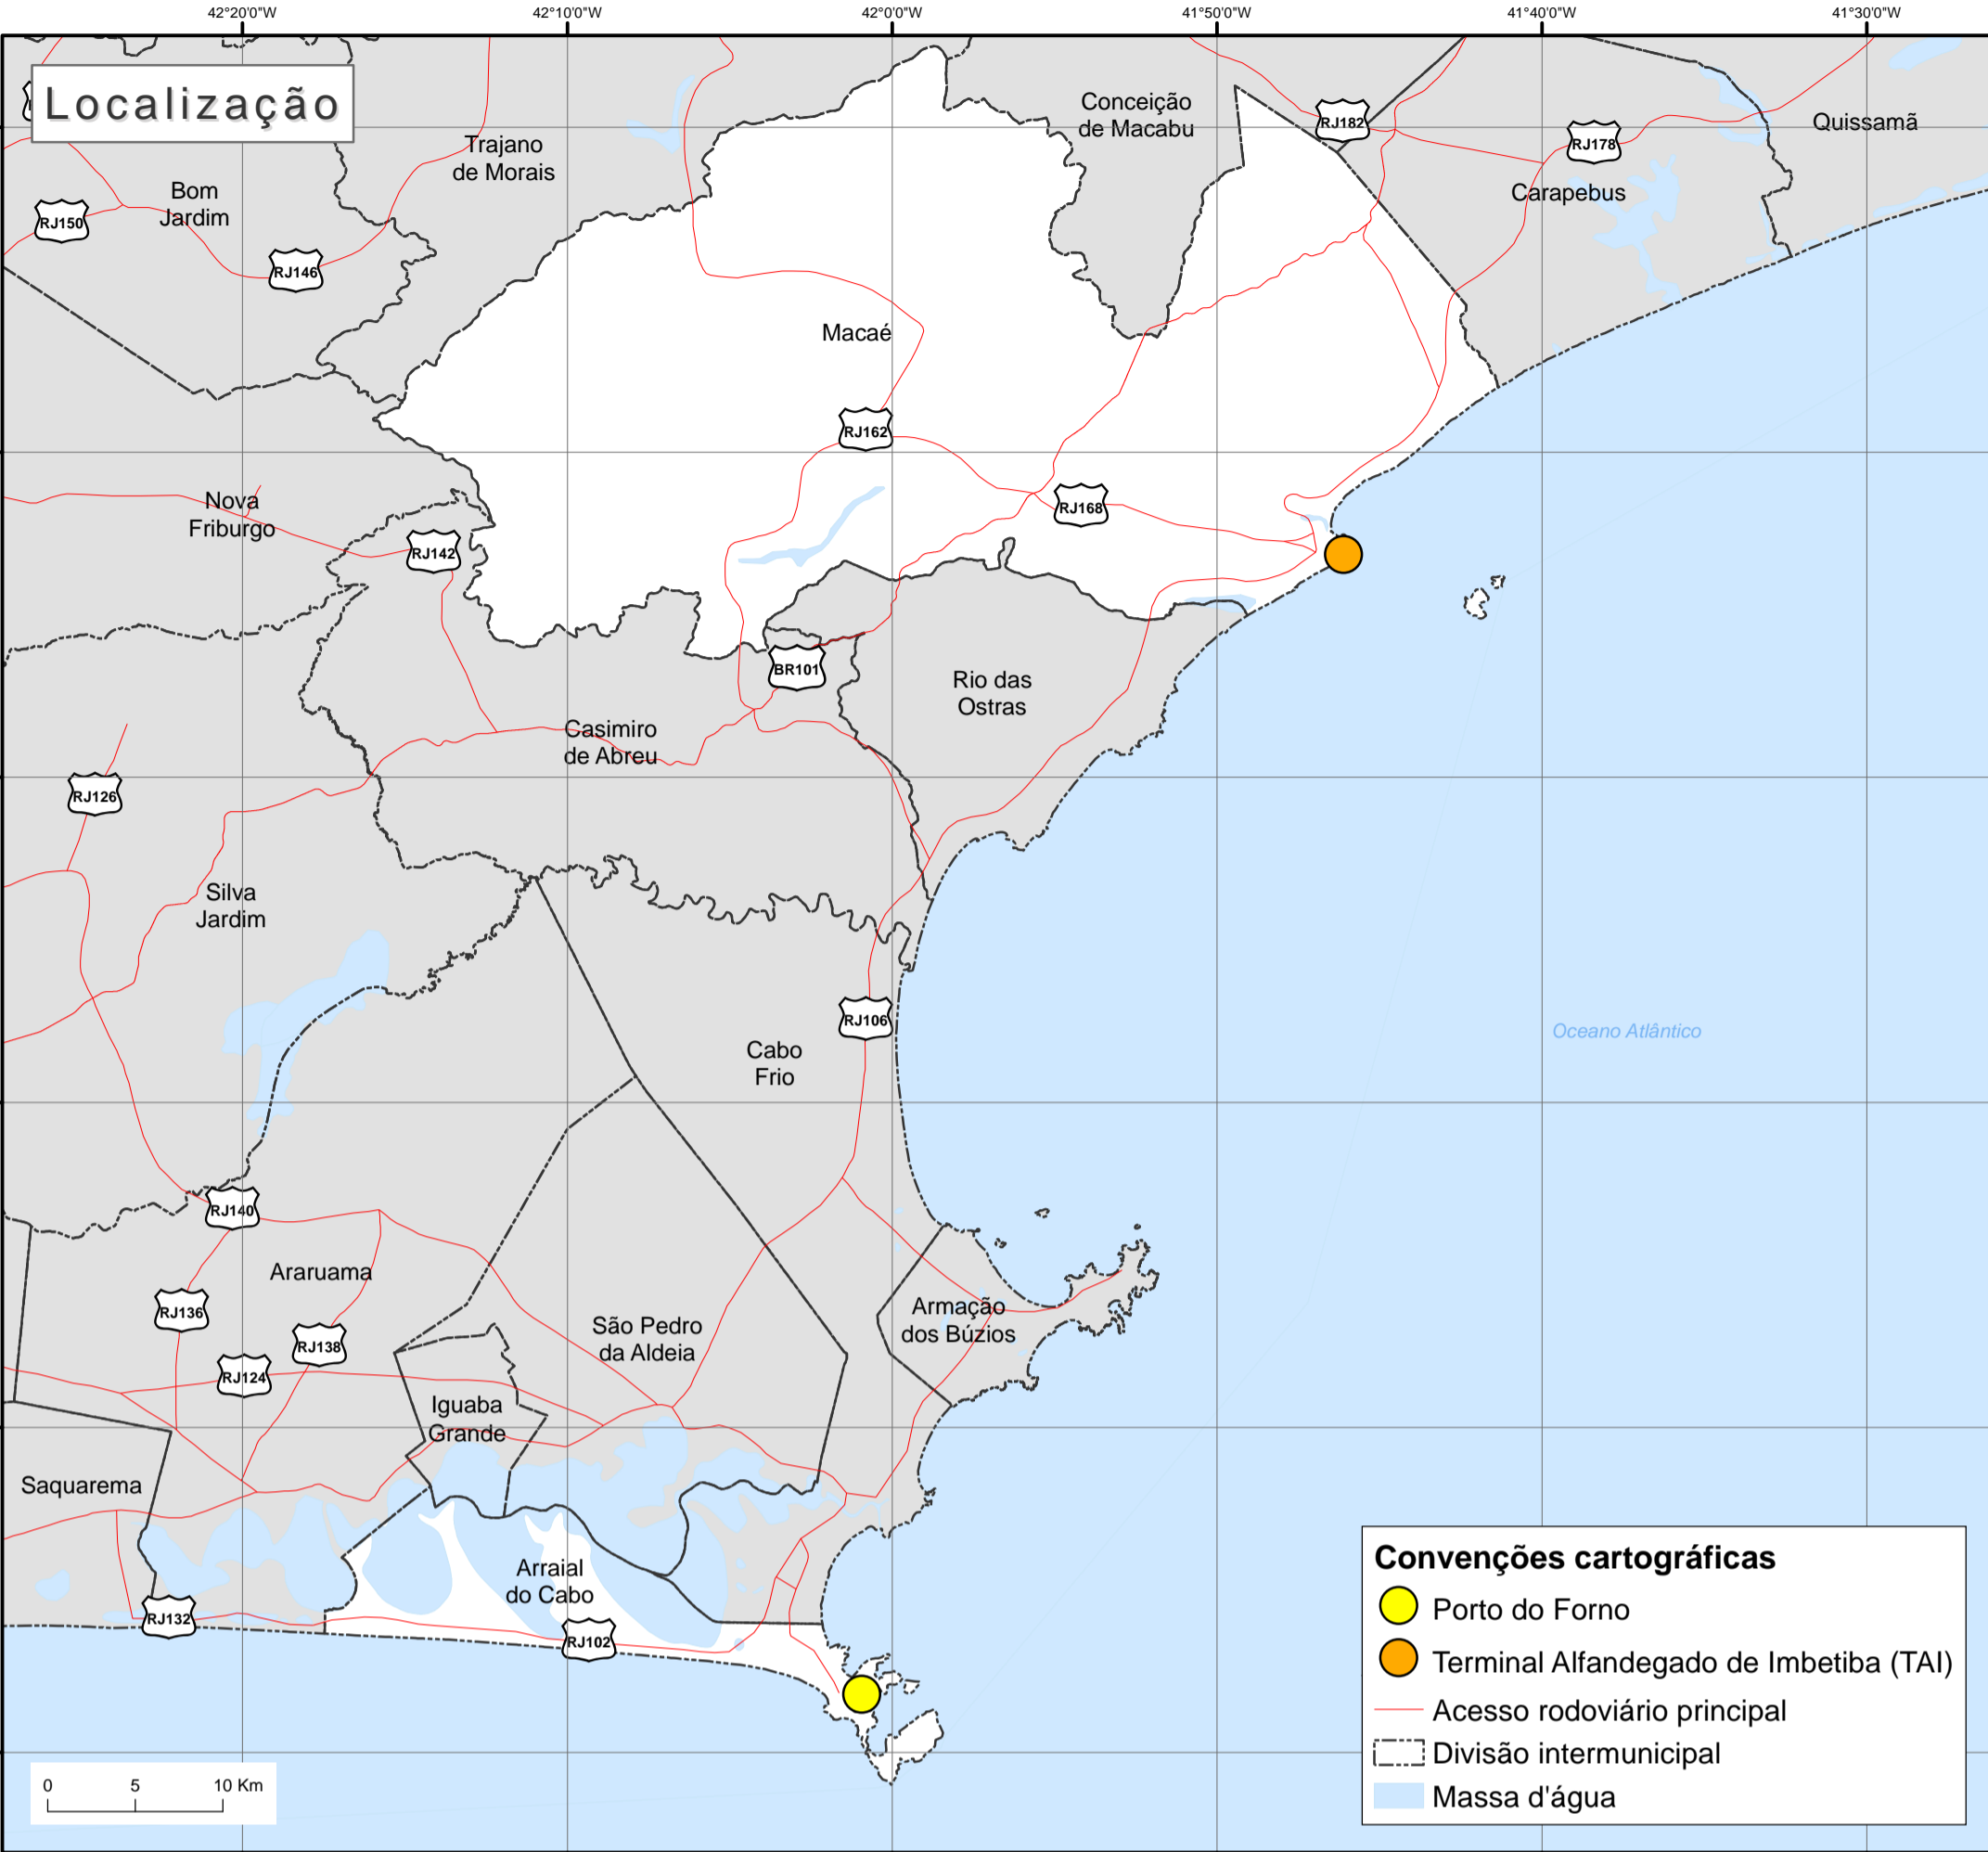 42°20'0"W
42°10'0"W
42°0'0"W
41°50'0"W
41°40'0"W
41°30'0"W
Localização
Trajano
de Morais
Conceição
de Macabu
RJ182
RJ178
Quissamã
Bom
Jardim
RJ150
RJ146
Carapebus
Macaé
RJ162
RJ168
Nova
Friburgo
RJ142
BR101
Rio das
Ostras
Casimiro
de Abreu
RJ126
Silva
Jardim
RJ106
Oceano Atlântico
Cabo
Frio
RJ140
Araruama
RJ136
RJ138
RJ124
São Pedro
da Aldeia
Armação
dos Búzios
Iguaba
Grande
Saquarema
Arraial
do Cabo
RJ132
RJ102
Convenções cartográficas
Porto do Forno
Terminal Alfandegado de Imbetiba (TAI)
Acesso rodoviário principal
Divisão intermunicipal
Massa d'água
0 5 10 Km